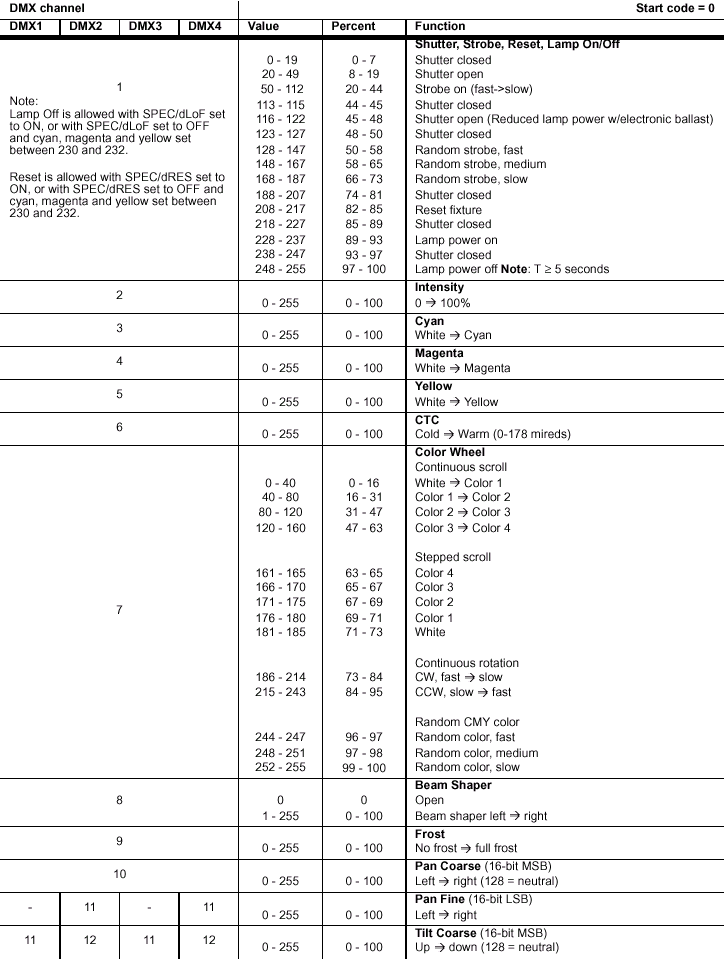 DMX channel Start code = 0
DMX1 DMX2 DMX3 DMX4 Value Percent Function
Shutter, Strobe, Reset, Lamp On/Off
0 - 19 0 - 7 Shutter closed
20 - 49 8 - 19 Shutter open
1 50 - 112 20 - 44 Strobe on (fast->slow)
Note: 113 - 115 44 - 45 Shutter closed
Lamp Off is allowed with SPEC/dLoF set 116 - 122 45 - 48 Shutter open (Reduced lamp power w/electronic ballast)
to ON, or with SPEC/dLoF set to OFF 123 - 127 48 - 50 Shutter closed
and cyan, magenta and yellow set 128 - 147 50 - 58 Random strobe, fast
between 230 and 232. 148 - 167 58 - 65 Random strobe, medium
Reset is allowed with SPEC/dRES set to 168 - 187 66 - 73 Random strobe, slow
ON, or with SPEC/dRES set to OFF and 188 - 207 74 - 81 Shutter closed
cyan, magenta and yellow set between 208 - 217 82 - 85 Reset fixture
230 and 232. 218 - 227 85 - 89 Shutter closed
228 - 237 89 - 93 Lamp power on
238 - 247 93 - 97 Shutter closed
248 - 255 97 - 100 Lamp power off Note: T ≥ 5 seconds
2 Intensity
0 - 255 0 - 100 0 → 100%
3 Cyan
0 - 255 0 - 100 White → Cyan
4 Magenta
0 - 255 0 - 100 White → Magenta
5 Yellow
0 - 255 0 - 100 White → Yellow
6 CTC
0 - 255 0 - 100 Cold → Warm (0-178 mireds)
Color Wheel
Continuous scroll
0 - 40 0 - 16 White → Color 1
40 - 80 16 - 31 Color 1 → Color 2
80 - 120 31 - 47 Color 2 → Color 3
120 - 160 47 - 63 Color 3 → Color 4
Stepped scroll
161 - 165 63 - 65 Color 4
166 - 170 65 - 67 Color 3
171 - 175 67 - 69 Color 2
7 176 - 180 69 - 71 Color 1
181 - 185 71 - 73 White
Continuous rotation
186 - 214 73 - 84 CW, fast → slow
215 - 243 84 - 95 CCW, slow → fast
Random CMY color
244 - 247 96 - 97 Random color, fast
248 - 251 97 - 98 Random color, medium
252 - 255 99 - 100 Random color, slow
Beam Shaper
8 0 0 Open
1 - 255 0 - 100 Beam shaper left → right
9 Frost
0 - 255 0 - 100 No frost → full frost
10 Pan Coarse (16-bit MSB)
0 - 255 0 - 100 Left → right (128 = neutral)
- 11 - 11 Pan Fine (16-bit LSB)
0 - 255 0 - 100 Left → right
11 12 11 12 Tilt Coarse (16-bit MSB)
0 - 255 0 - 100 Up → down (128 = neutral)